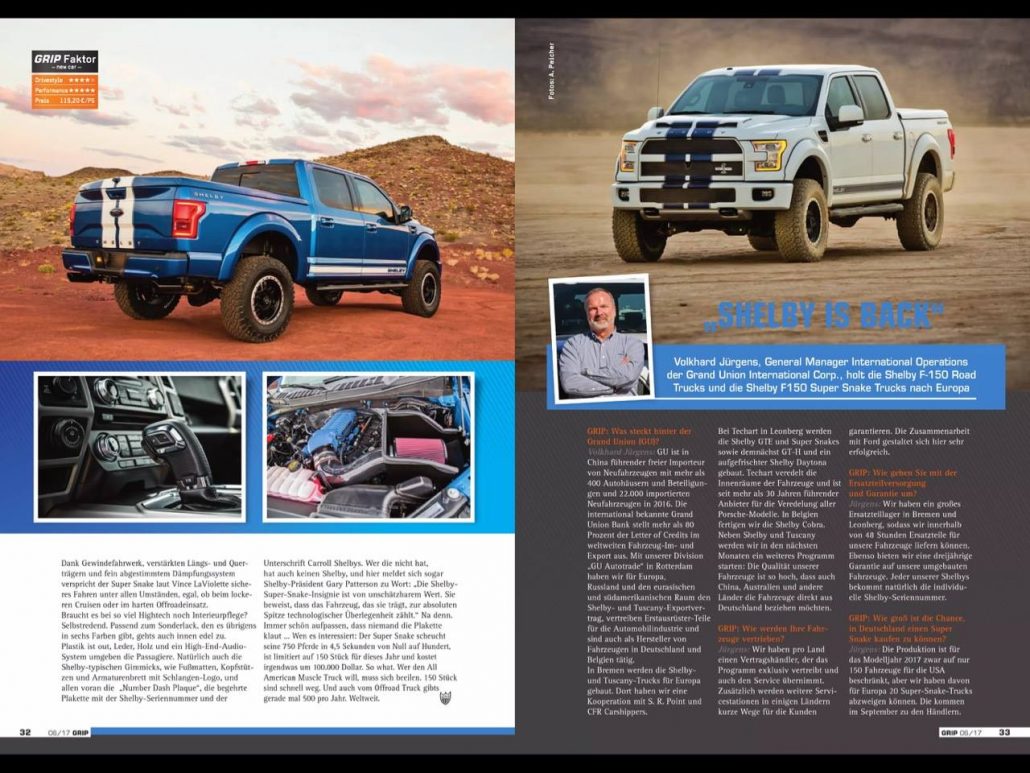 GRIP Faktor
– new car –
Drivestyle ★★★★★
Performance ★★★★★
Preis 115,20 €/PS
SHELBY
SHELBY
SHELBY
Dank Gewindefahrwerk, verstärkten Längs- und Quer-
trägern und fein abgestimmtem Dämpfungssystem
verspricht der Super Snake laut Vince LaViolette siche-
res Fahren unter allen Umständen, egal, ob beim locke-
ren Cruisen oder im harten Offroadeinsatz.
Braucht es bei so viel Hightech noch Interieurpflege?
Selbstredend. Passend zum Sonderlack, den es übrigens
in sechs Farben gibt, gehts auch innen edel zu.
Plastik ist out, Leder, Holz und ein High-End-Audio-
System umgeben die Passagiere. Natürlich auch die
Shelby-typischen Gimmicks, wie Fußmatten, Kopfstüt-
zen und Armaturenbrett mit Schlangen-Logo, und
allen voran die „Number Dash Plaque“, die begehrte
Plakette mit der Shelby-Seriennummer und der
Unterschrift Carroll Shelbys. Wer die nicht hat,
hat auch keinen Shelby, und hier meldet sich sogar
Shelby-Präsident Gary Patterson zu Wort: „Die Shelby-
Super-Snake-Insignie ist von unschätzbarem Wert. Sie
beweist, dass das Fahrzeug, das sie trägt, zur absoluten
Spitze technologischer Überlegenheit zählt.“ Na denn.
Immer schön aufpassen, dass niemand die Plakette
klaut ... Wen es interessiert: Der Super Snake scheucht
seine 750 Pferde in 4,5 Sekunden von Null auf Hundert,
ist limitiert auf 150 Stück für dieses Jahr und kostet
irgendwas um 100.000 Dollar. So what. Wer den All
American Muscle Truck will, muss sich beeilen. 150 Stück
sind schnell weg. Und auch vom Offroad Truck gibts
gerade mal 500 pro Jahr. Weltweit.
32 06/17 GRIP
Fotos: A. Pelcher
„SHELBY IS BACK“
Volkhard Jürgens, General Manager International Operations
der Grand Union International Corp., holt die Shelby F-150 Road
Trucks und die Shelby F150 Super Snake Trucks nach Europa
GRIP: Was steckt hinter der
Grand Union (GU)?
Volkhard Jürgens: GU ist in
China führender freier Importeur
von Neufahrzeugen mit mehr als
400 Autohäusern und Beteiligun-
gen und 22.000 importierten
Neufahrzeugen in 2016. Die
international bekannte Grand
Union Bank stellt mehr als 80
Prozent der Letter of Credits im
weltweiten Fahrzeug-Im- und
Export aus. Mit unserer Division
„GU Autotrade“ in Rotterdam
haben wir für Europa,
Russland und den eurasischen
und südamerikanischen Raum den
Shelby- und Tuscany-Exportver-
trag, vertreiben Erstausrüster-Teile
für die Automobilindustrie und
sind auch als Hersteller von
Fahrzeugen in Deutschland und
Belgien tätig.
In Bremen werden die Shelby-
und Tuscany-Trucks für Europa
gebaut. Dort haben wir eine
Kooperation mit S. R. Point und
CFR Carshippers.
Bei Techart in Leonberg werden
die Shelby GTE und Super Snakes
sowie demnächst GT-H und ein
aufgefrischter Shelby Daytona
gebaut. Techart veredelt die
Innenräume der Fahrzeuge und ist
seit mehr als 30 Jahren führender
Anbieter für die Veredelung aller
Porsche-Modelle. In Belgien
fertigen wir die Shelby Cobra.
Neben Shelby und Tuscany
werden wir in den nächsten
Monaten ein weiteres Programm
starten: Die Qualität unserer
Fahrzeuge ist so hoch, dass auch
China, Australien und andere
Länder die Fahrzeuge direkt aus
Deutschland beziehen möchten.
GRIP: Wie werden Ihre Fahr-
zeuge vertrieben?
Jürgens: Wir haben pro Land
einen Vertragshändler, der das
Programm exklusiv vertreibt und
auch den Service übernimmt.
Zusätzlich werden weitere Servi-
cestationen in einigen Ländern
kurze Wege für die Kunden
garantieren. Die Zusammenarbeit
mit Ford gestaltet sich hier sehr
erfolgreich.
GRIP: Wie gehen Sie mit der
Ersatzteilversorgung
und Garantie um?
Jürgens: Wir haben ein großes
Ersatzteillager in Bremen und
Leonberg, sodass wir innerhalb
von 48 Stunden Ersatzteile für
unsere Fahrzeuge liefern können.
Ebenso bieten wir eine dreijährige
Garantie auf unsere umgebauten
Fahrzeuge. Jeder unserer Shelbys
bekommt natürlich die individu-
elle Shelby-Seriennummer.
GRIP: Wie groß ist die Chance,
in Deutschland einen Super
Snake kaufen zu können?
Jürgens: Die Produktion ist für
das Modelljahr 2017 zwar auf nur
150 Fahrzeuge für die USA
beschränkt, aber wir haben davon
für Europa 20 Super-Snake-Trucks
abzweigen können. Die kommen
im September zu den Händlern.
GRIP 06/17 33